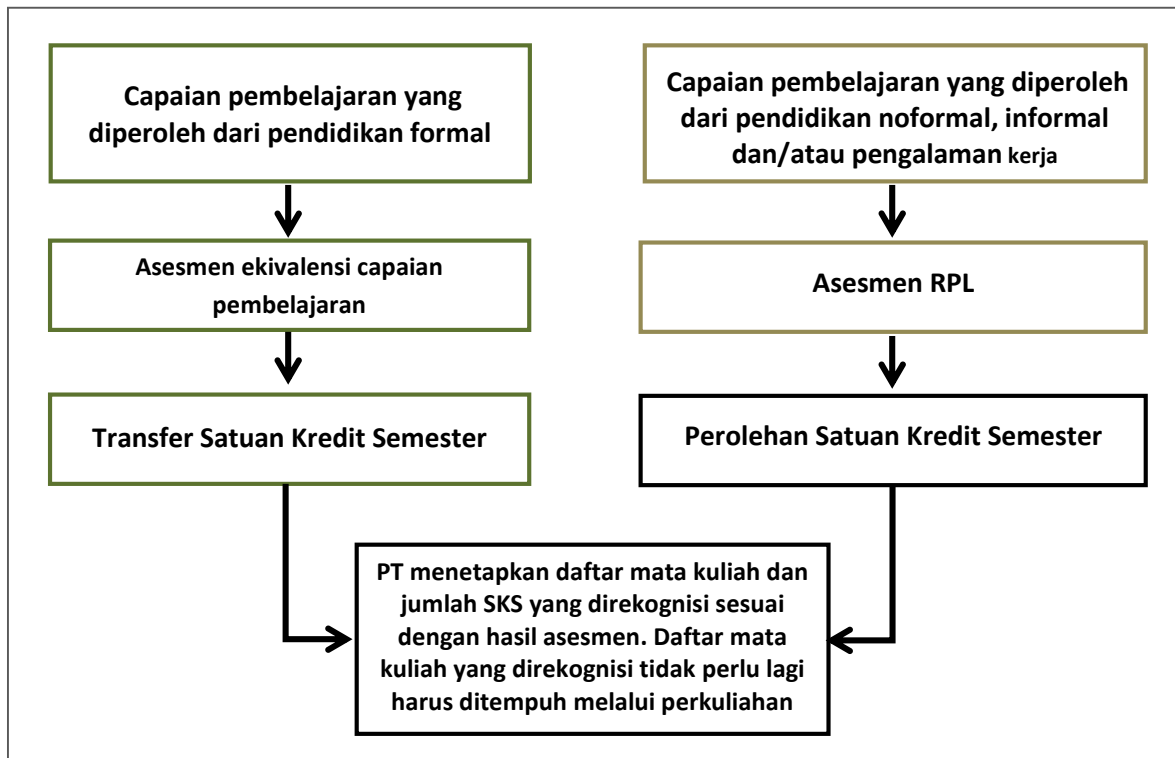 Capaian pembelajaran yang
diperoleh dari pendidikan formal
Asesmen ekivalensi capaian
pembelajaran
Transfer Satuan Kredit Semester
Capaian pembelajaran yang diperoleh
dari pendidikan noformal, informal
dan/atau pengalaman kerja
Asesmen RPL
Perolehan Satuan Kredit Semester
PT menetapkan daftar mata kuliah dan
jumlah SKS yang direkognisi sesuai
dengan hasil asesmen. Daftar mata
kuliah yang direkognisi tidak perlu lagi
harus ditempuh melalui perkuliahan